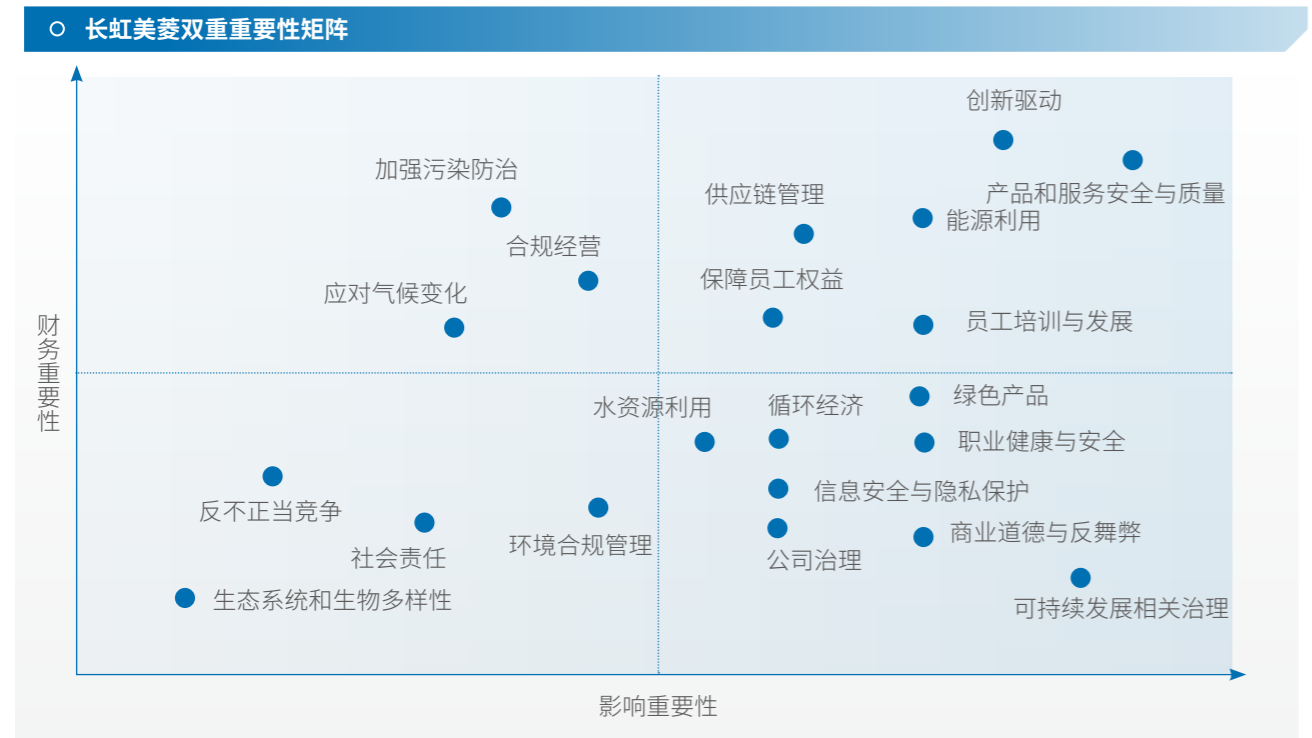 长虹美菱双重重要性矩阵
创新驱动
加强污染防治
产品和服务安全与质量
供应链管理
能源利用
合规经营
保障员工权益
应对气候变化
员工培训与发展
财务重要性
绿色产品
水资源利用
循环经济
职业健康与安全
信息安全与隐私保护
反不正当竞争
商业道德与反舞弊
环境合规管理
社会责任
公司治理
生态系统和生物多样性
可持续发展相关治理
影响重要性